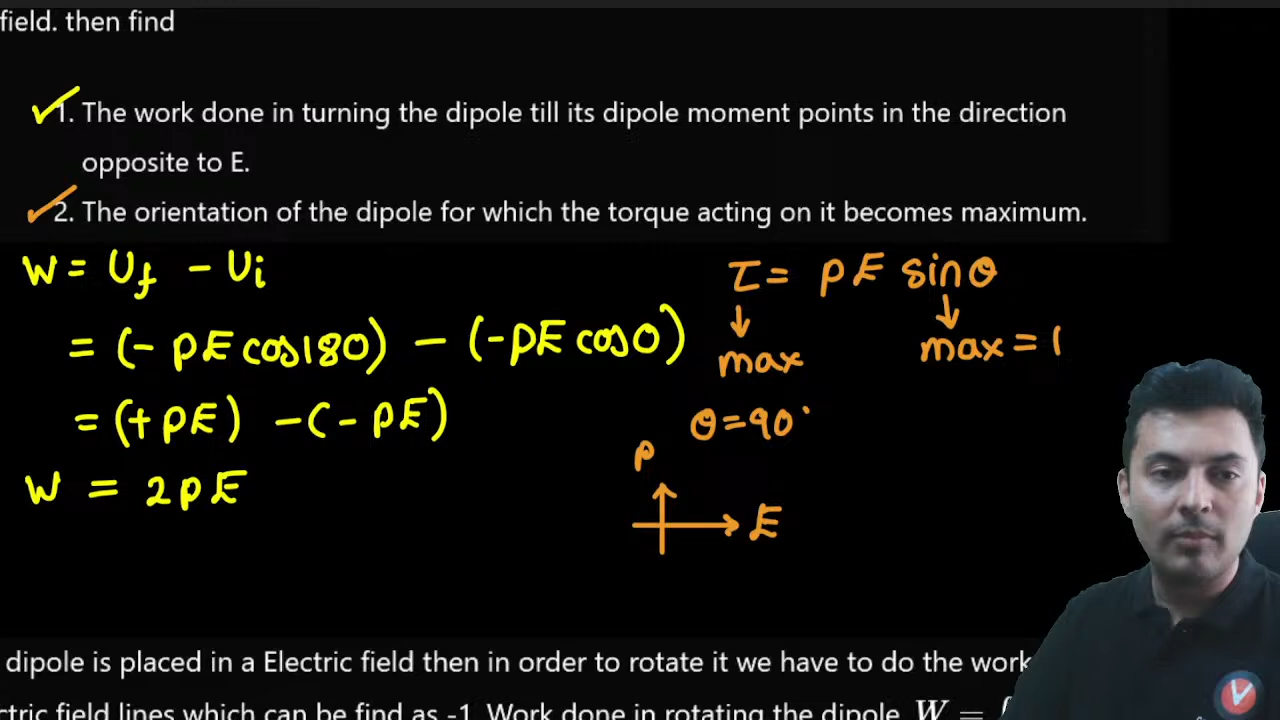 field. then find
1. The work done in turning the dipole till its dipole moment points in the direction
opposite to E.
2. The orientation of the dipole for which the torque acting on it becomes maximum.
W = Uf - Ui
= (- pE cos180) - (-pE cos0)
= (+ pE) - (- pE)
W = 2pE
τ = pE sinθ
↓ ↓
max max = 1
θ = 90°
p
E
dipole is placed in a Electric field then in order to rotate it we have to do the work
ctric field lines which can be find as -1. Work done in rotating the dipole, W =